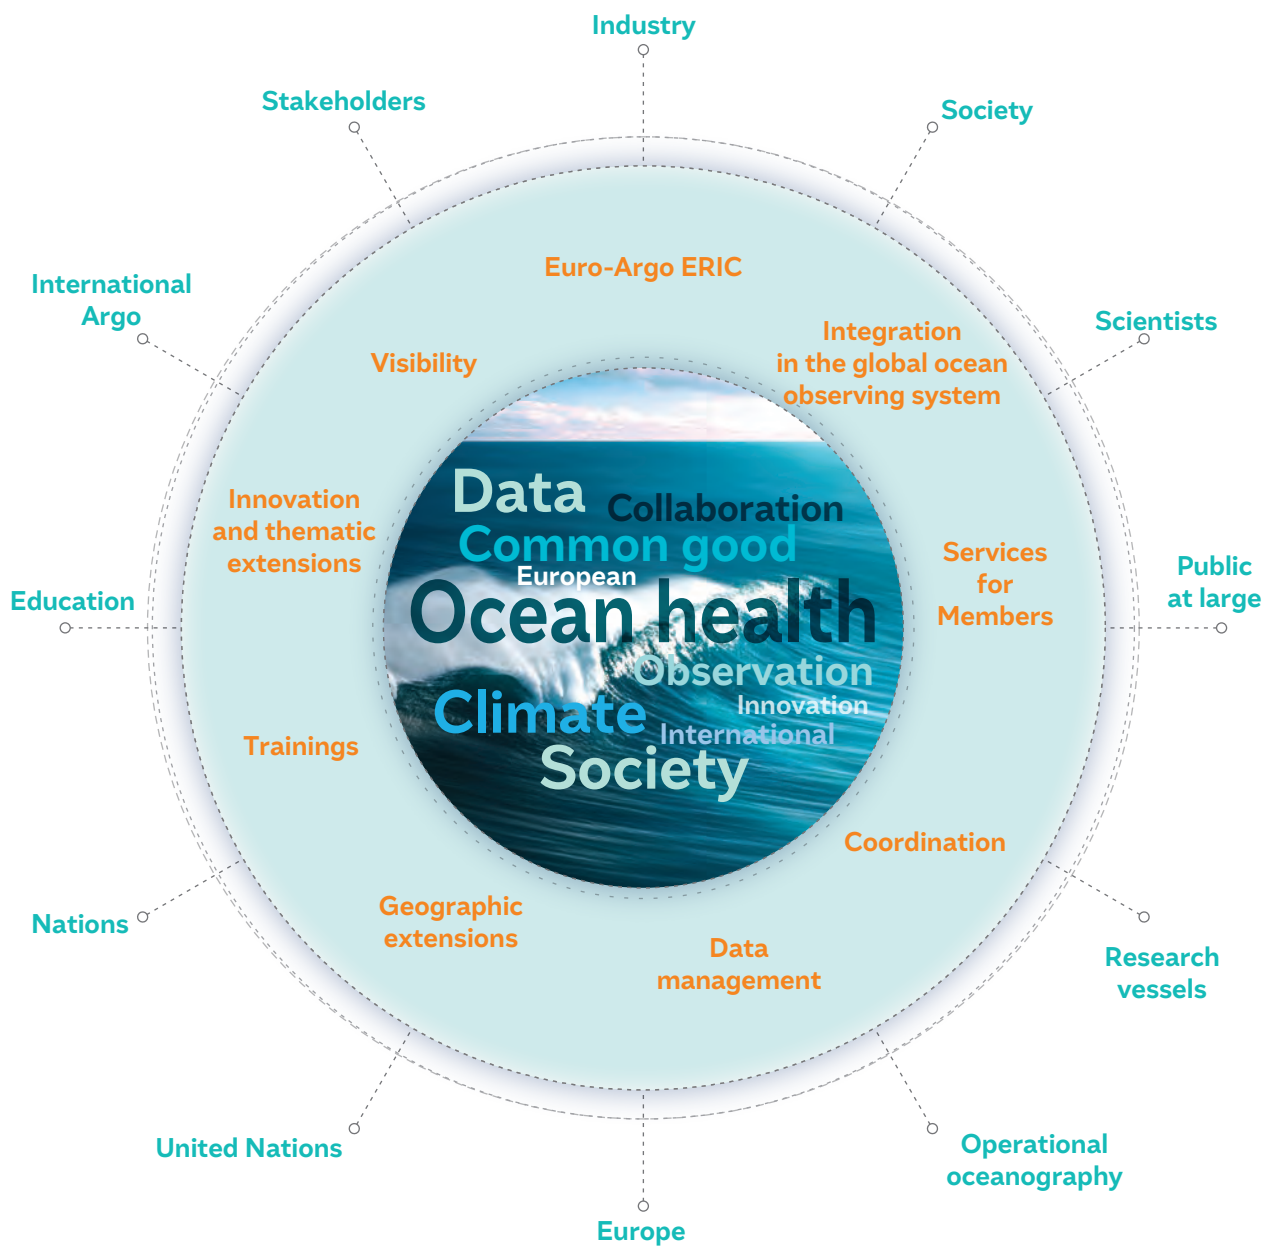 Industry
Stakeholders
Society
Euro-Argo ERIC
International
Argo
Scientists
Visibility
Integration
in the global ocean
observing system
Data
Collaboration
Common good
European
Ocean health
Observation
Climate
Innovation
International
Society
Innovation
and thematic
extensions
Services
for
Members
Education
Public
at large
Trainings
Coordination
Nations
Geographic
extensions
Data
management
Research
vessels
United Nations
Operational
oceanography
Europe